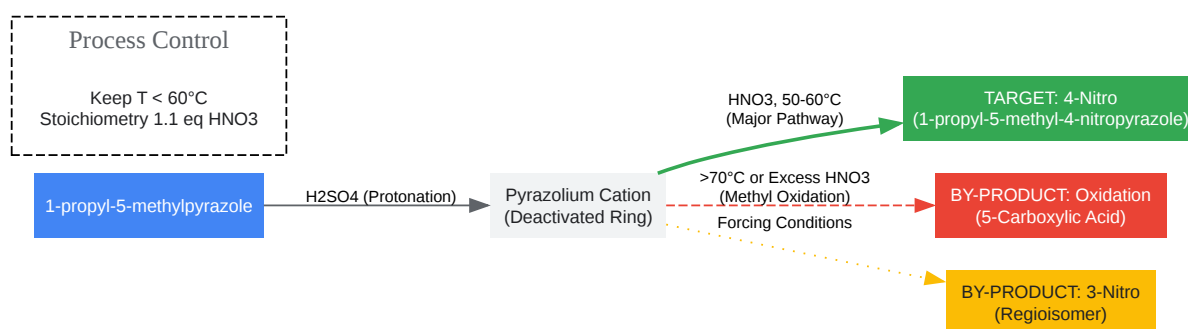 Process Control
Keep T < 60°C
Stoichiometry 1.1 eq HNO3
1-propyl-5-methylpyrazole
H2SO4 (Protonation)
Pyrazolium Cation
(Deactivated Ring)
HNO3, 50-60°C
(Major Pathway)
TARGET: 4-Nitro
(1-propyl-5-methyl-4-nitropyrazole)
>70°C or Excess HNO3
(Methyl Oxidation)
BY-PRODUCT: Oxidation
(5-Carboxylic Acid)
Forcing Conditions
BY-PRODUCT: 3-Nitro
(Regioisomer)